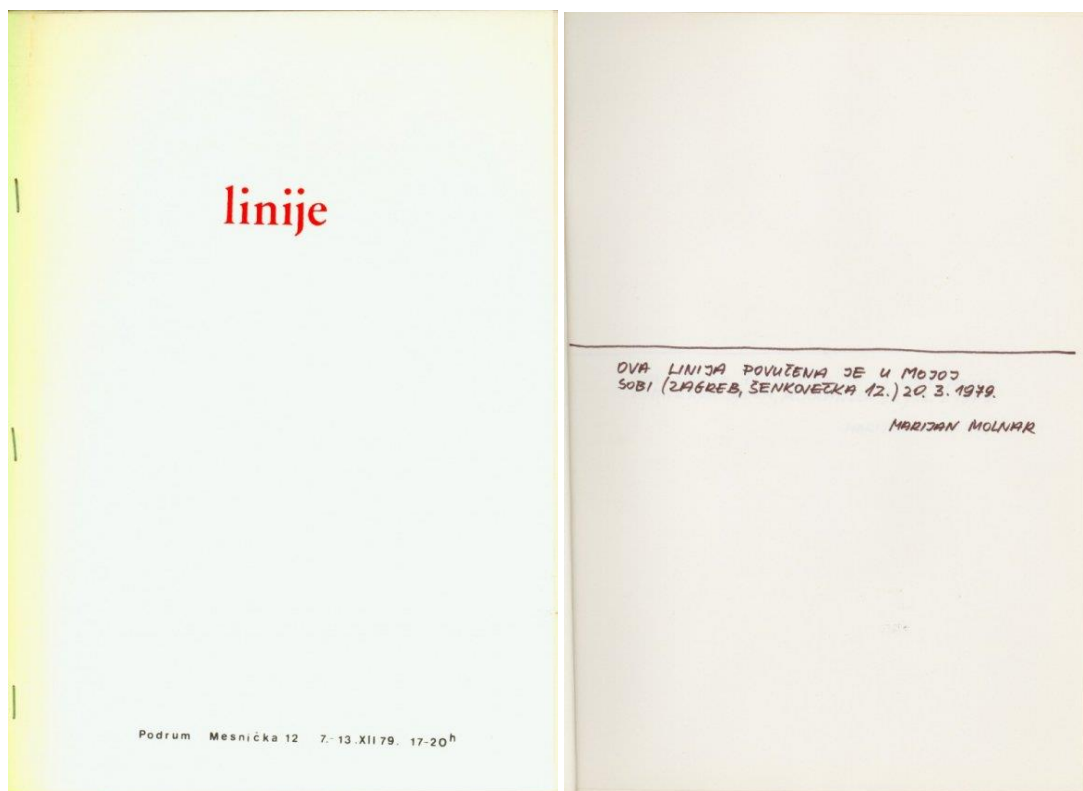 linije
Podrum Mesnička 12 7.-13.XII 79. 17-20h
OVA LINIJA POVUČENA JE U MOJOJ
SOBI (ZAGREB, ŠENKOVEČKA 12.) 20. 3. 1979.
MARIJAN MOLNAR